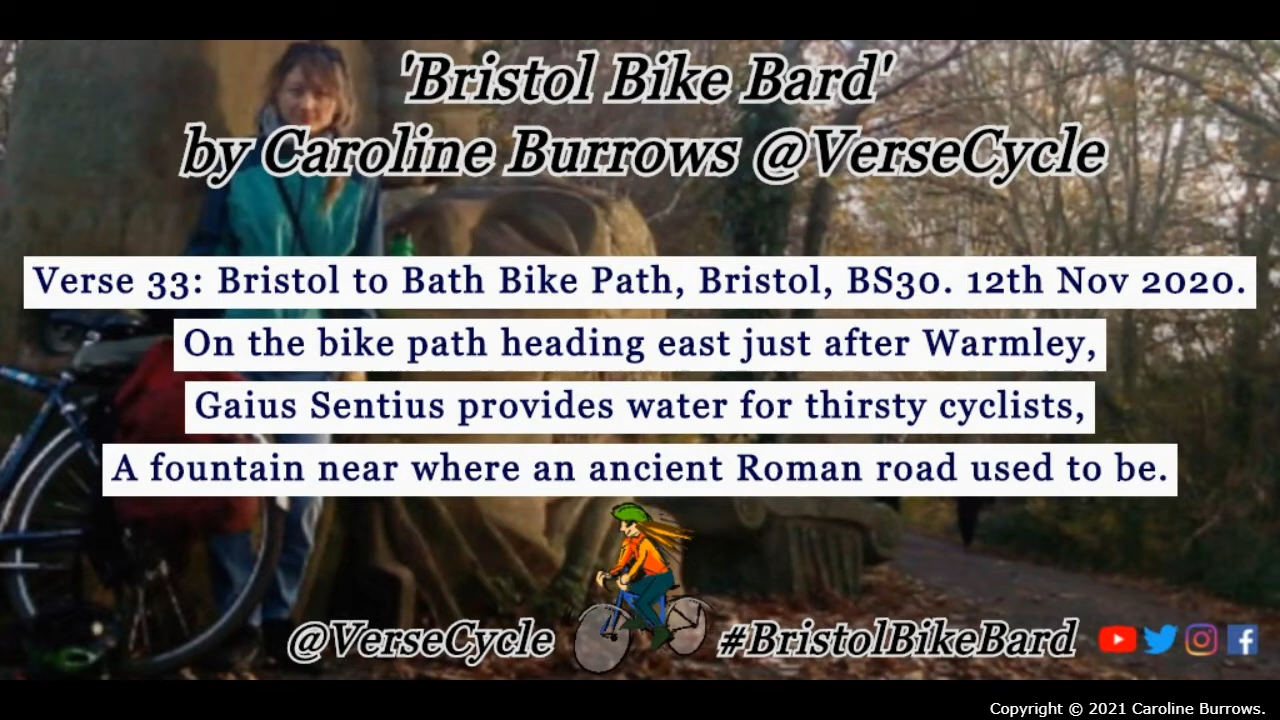 'Bristol Bike Bard'
by Caroline Burrows @VerseCycle
Verse 33: Bristol to Bath Bike Path, Bristol, BS30. 12th Nov 2020.
On the bike path heading east just after Warmley,
Gaius Sentius provides water for thirsty cyclists,
A fountain near where an ancient Roman road used to be.
@VerseCycle #BristolBikeBard
Copyright © 2021 Caroline Burrows.